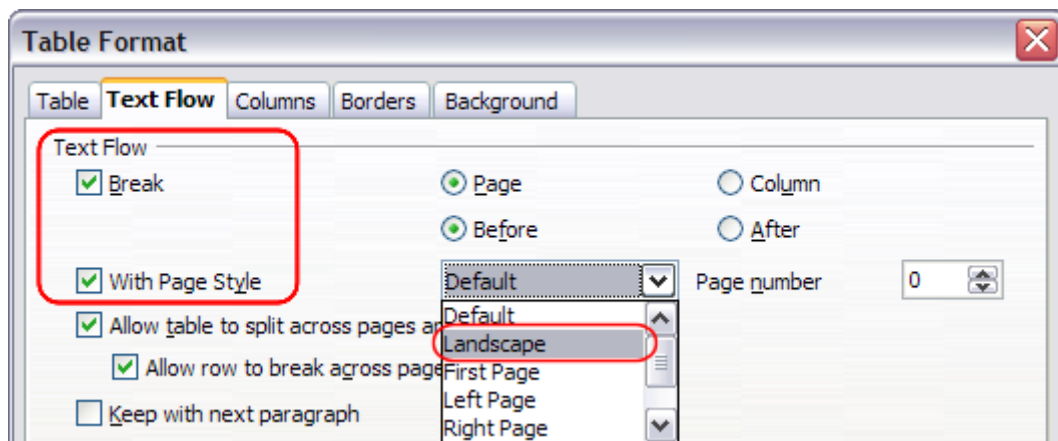 Table Format
Table Text Flow Columns Borders Background
Text Flow
Break Page Column
Before After
With Page Style Default Page number 0
Default
Allow table to split across pages
Landscape
Allow row to break across
First Page
Left Page
Keep with next paragraph
Right Page